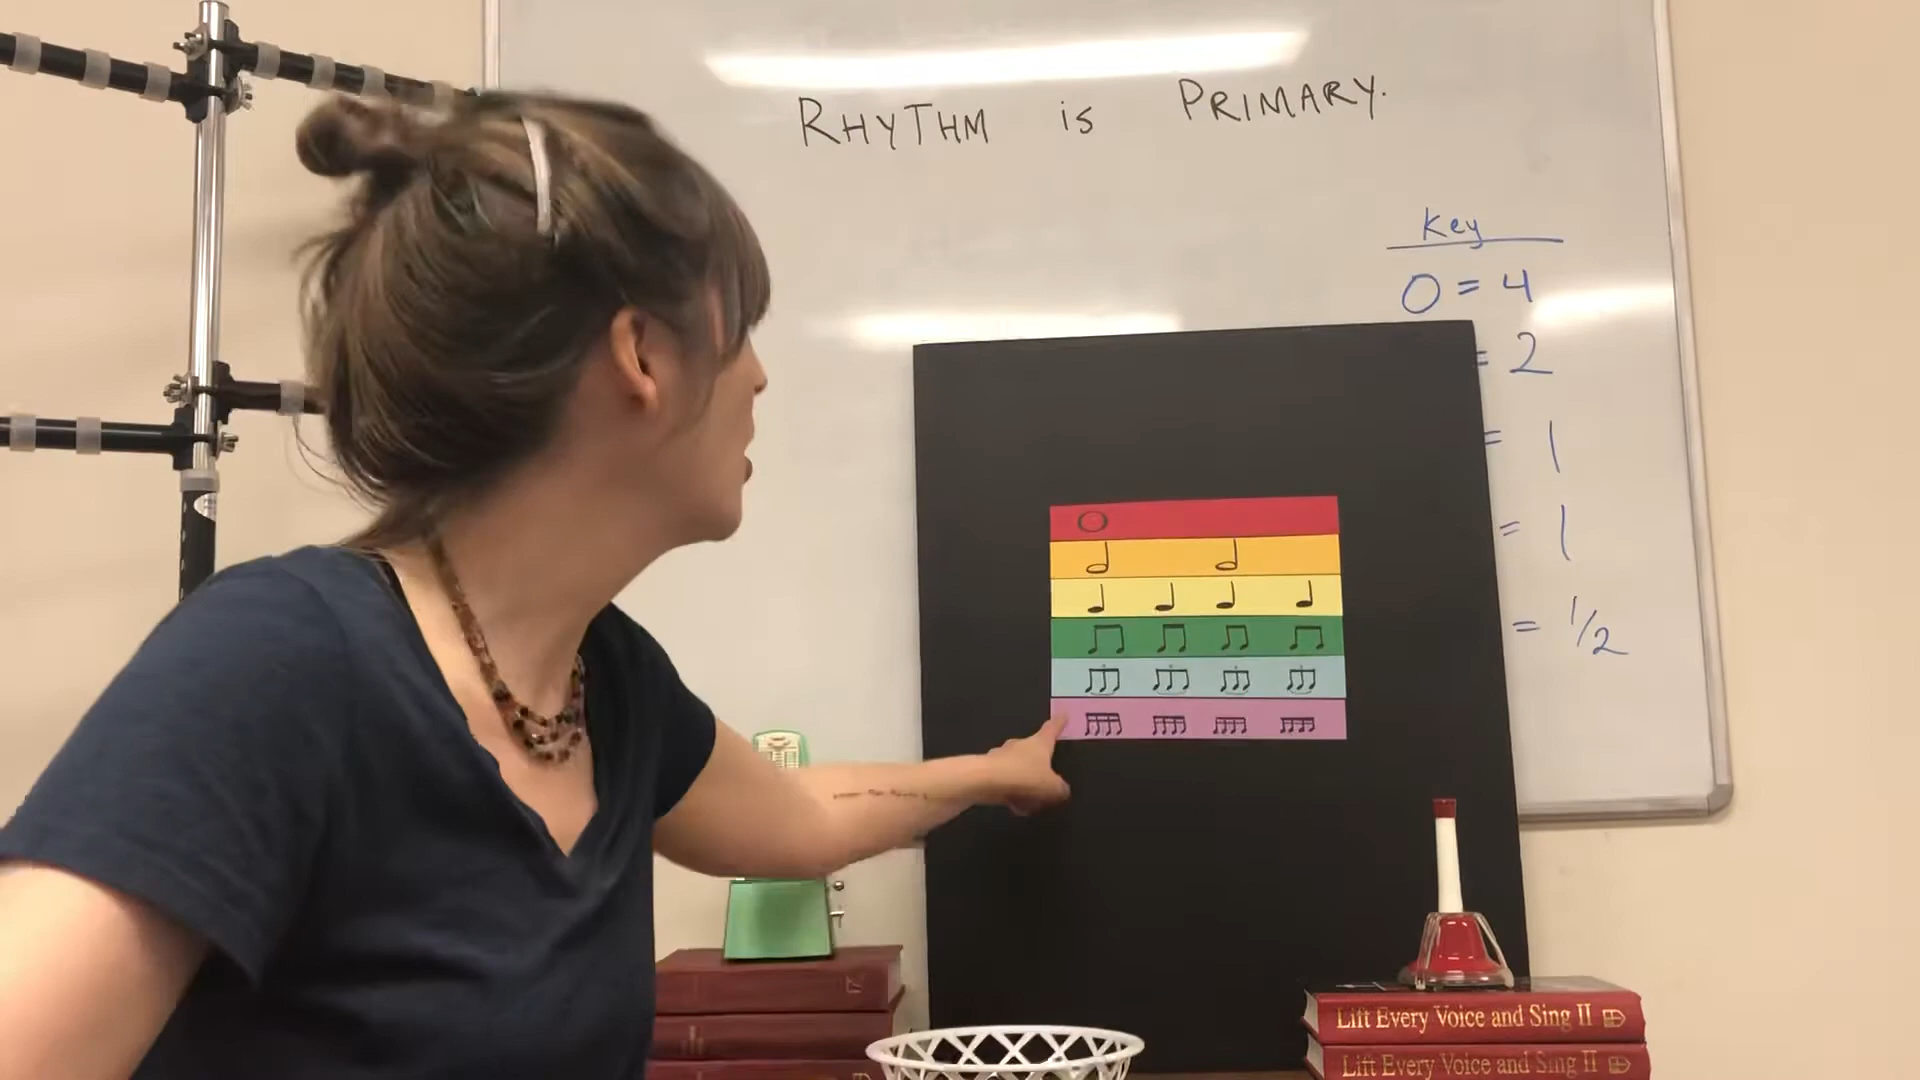 RHYTHM is PRIMARY.
Key
O = 4
= 2
= 1
= 1
= 1/2
Lift Every Voice and Sing II
Lift Every Voice and Sing II